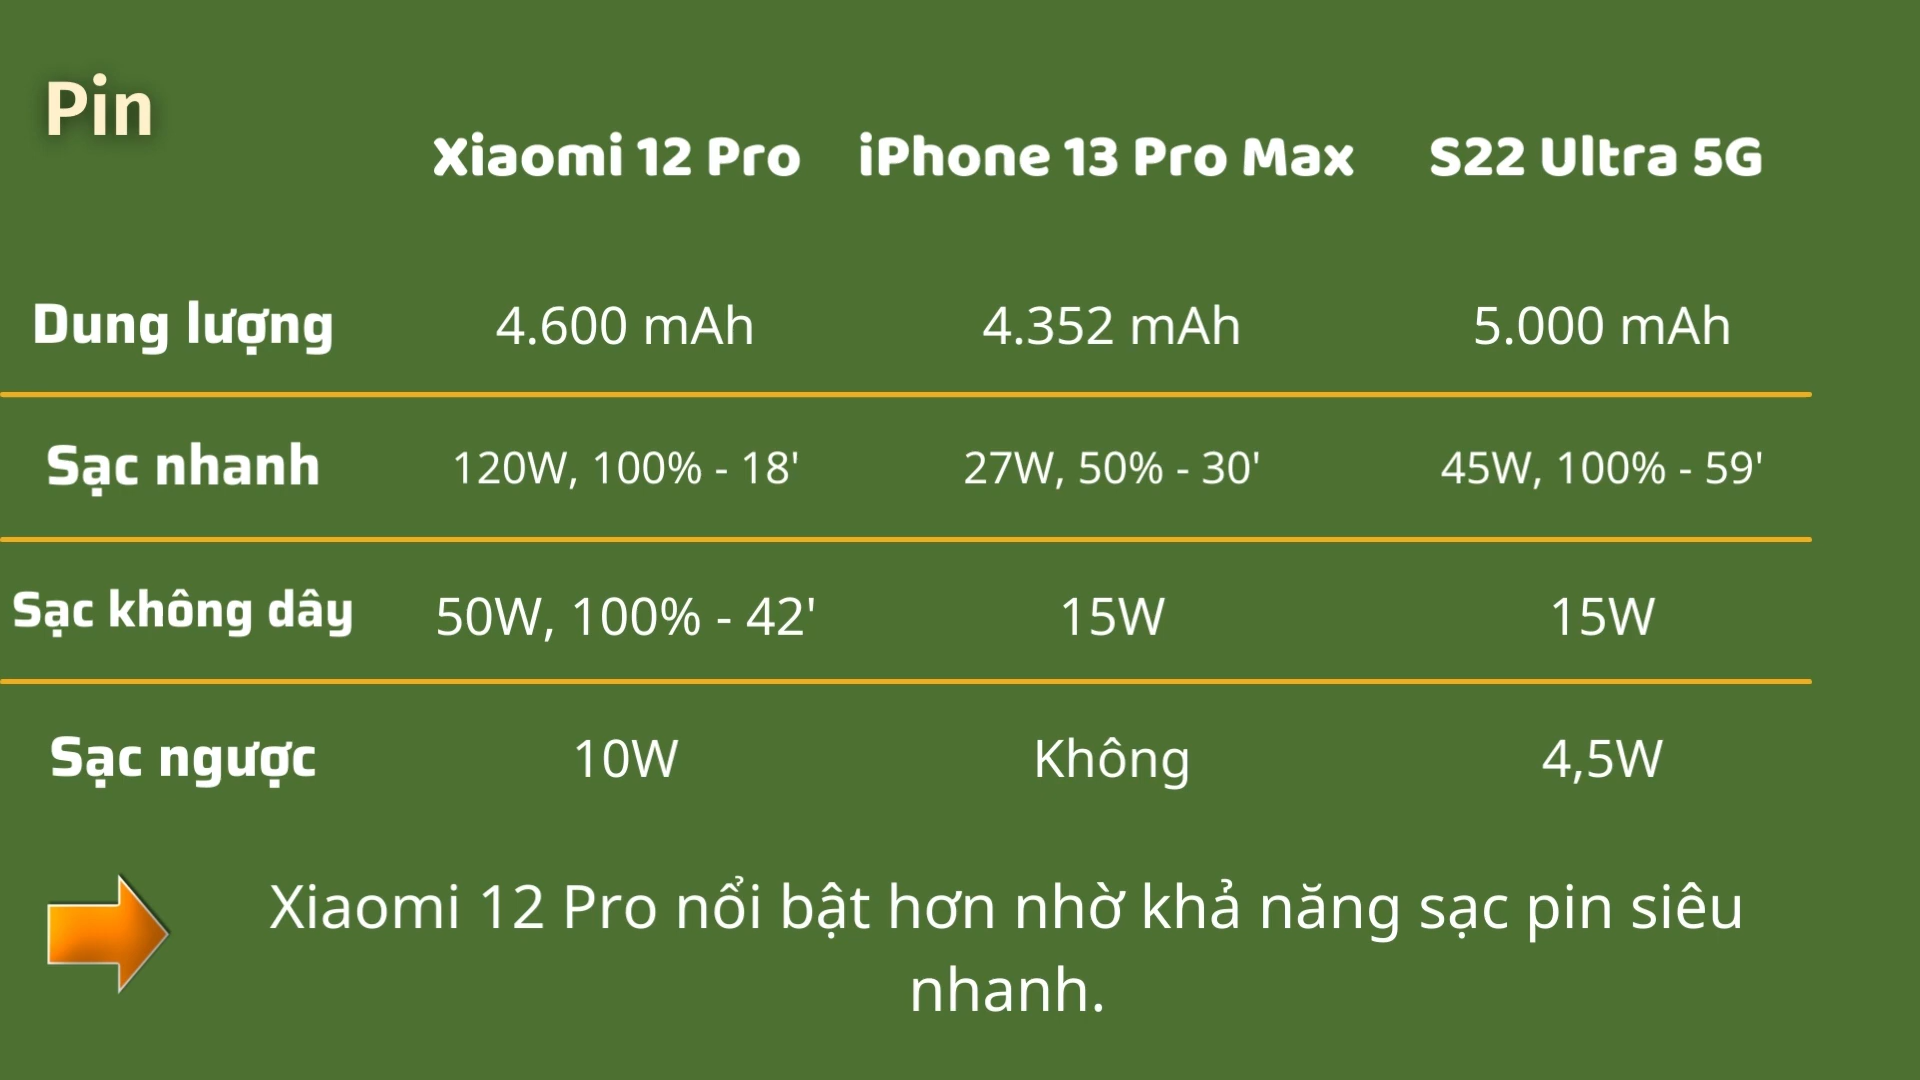 Pin
Xiaomi 12 Pro iPhone 13 Pro Max S22 Ultra 5G
Dung lượng 4.600 mAh 4.352 mAh 5.000 mAh
Sạc nhanh 120W, 100% - 18' 27W, 50% - 30' 45W, 100% - 59'
Sạc không dây 50W, 100% - 42' 15W 15W
Sạc ngược 10W Không 4,5W
Xiaomi 12 Pro nổi bật hơn nhờ khả năng sạc pin siêu
nhanh.